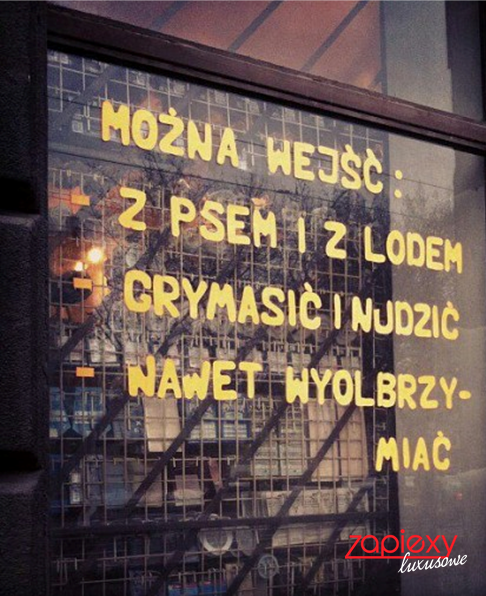 MOŻNA WEJŚĆ:
- Z PSEM I Z LODEM
- GRYMASIĆ I NUDZIĆ
- NAWET WYOLBRZY-
MIAĆ
zapiexy
luxusowe